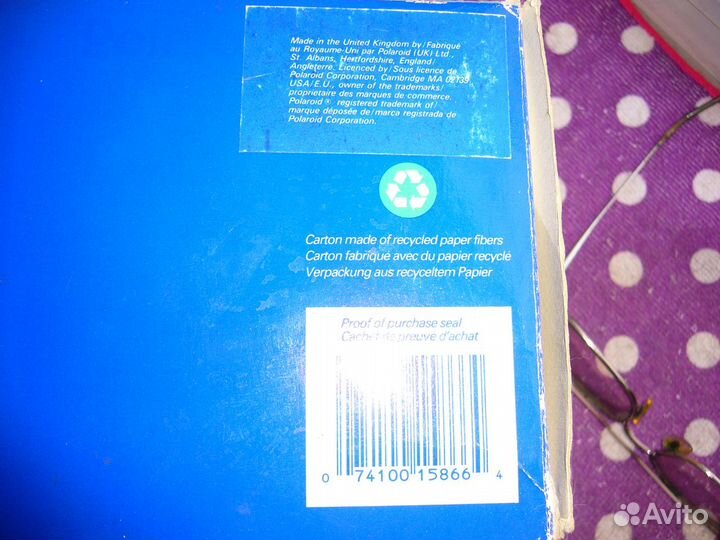 Made in the United Kingdom by/Fabriqué
au Royaume-Uni par Polaroid (UK) Ltd.,
St. Albans, Hertfordshire, England/
Angleterre. Licenced by/Sous licence de
Polaroid Corporation, Cambridge MA 02139
USA/E.U., owner of the trademarks/
propriétaire des marques de commerce.
Polaroid® registered trademark of/
marque déposée de/marca registrada de
Polaroid Corporation.
Carton made of recycled paper fibers
Carton fabriqué avec du papier recyclé
Verpackung aus recyceltem Papier
Proof of purchase seal
Cachet de preuve d'achat
0 74100 15866 4
Avito